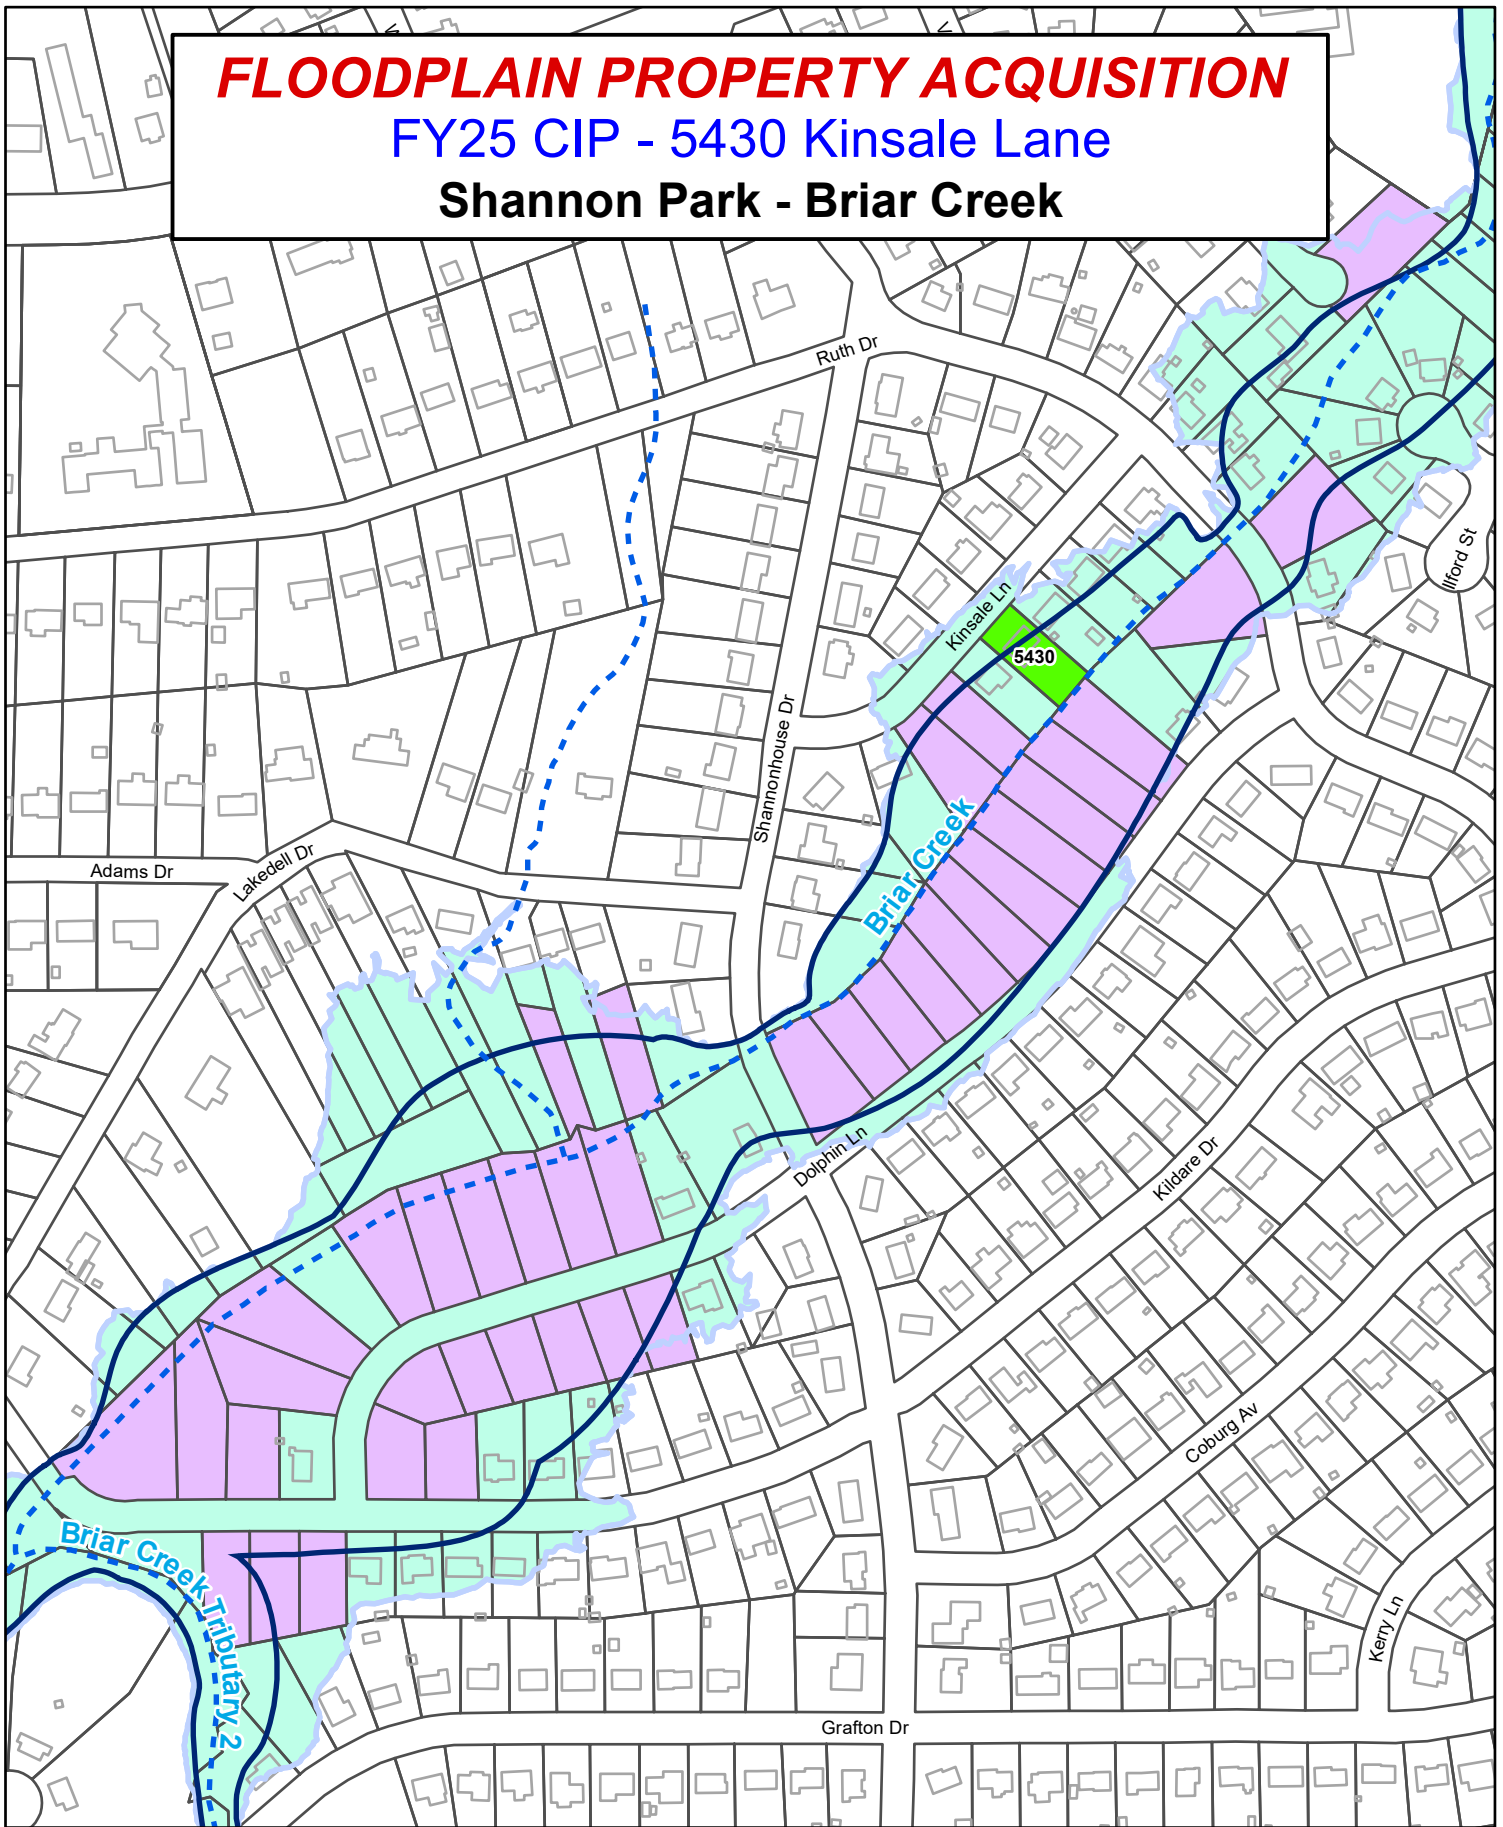 FLOODPLAIN PROPERTY ACQUISITION
FY25 CIP - 5430 Kinsale Lane
Shannon Park - Briar Creek
Ruth Dr
Ilford St
Kinsale Ln
5430
Shannonhouse Dr
Briar Creek
Adams Dr
Lakedell Dr
Dolphin Ln
Kildare Dr
Coburg Av
Briar Creek Tributary 2
Kerry Ln
Grafton Dr